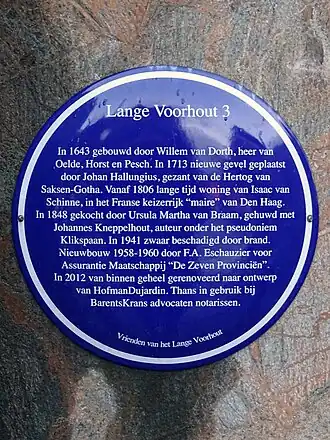 Lange Voorhout 3
In 1643 gebouwd door Willem van Dorth, heer van
Oelde, Horst en Pesch. In 1713 nieuwe gevel geplaatst
door Johan Hallungius, gezant van de Hertog van
Saksen-Gotha. Vanaf 1806 lange tijd woning van Isaac van
Schinne, in het Franse keizerrijk “maire” van Den Haag.
In 1848 gekocht door Ursula Martha van Braam, gehuwd met
Johannes Kneppelhout, auteur onder het pseudoniem
Klikspaan. In 1941 zwaar beschadigd door brand.
Nieuwbouw 1958-1960 door F.A. Eschauzier voor
Assurantie Maatschappij “De Zeven Provinciën”.
In 2012 van binnen geheel gerenoveerd naar ontwerp
van HofmanDujardin. Thans in gebruik bij
BarentsKrans advocaten notarissen.
Vrienden van het Lange Voorhout